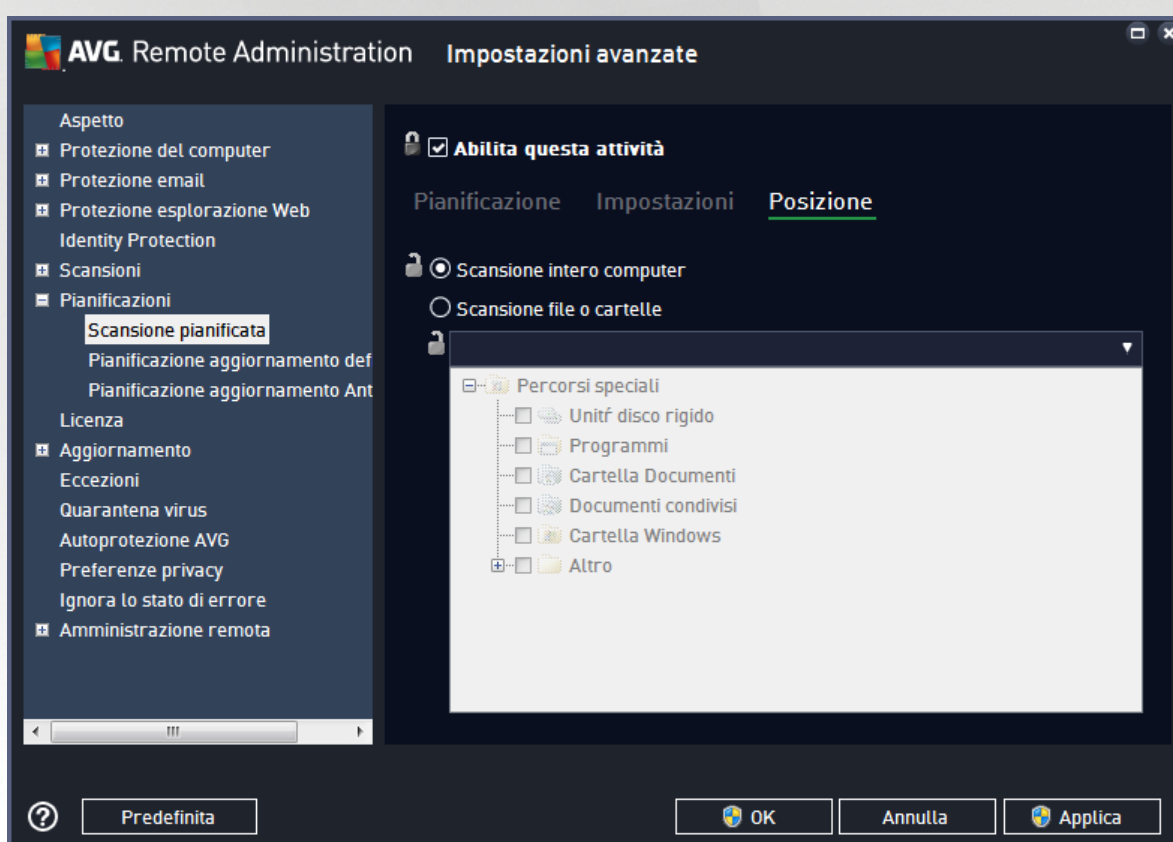 AVG. Remote Administration Impostazioni avanzate
Aspetto
Protezione del computer
Protezione email
Protezione esplorazione Web
Identity Protection
Scansioni
Pianificazioni
Scansione pianificata
Pianificazione aggiornamento def
Pianificazione aggiornamento Ant
Licenza
Aggiornamento
Eccezioni
Quarantena virus
Autoprotezione AVG
Preferenze privacy
Ignora lo stato di errore
Amministrazione remota
Abilita questa attività
Pianificazione Impostazioni Posizione
Scansione intero computer
Scansione file o cartelle
Percorsi speciali
Unitŕ disco rigido
Programmi
Cartella Documenti
Documenti condivisi
Cartella Windows
Altro
? Predefinita OK Annulla Applica